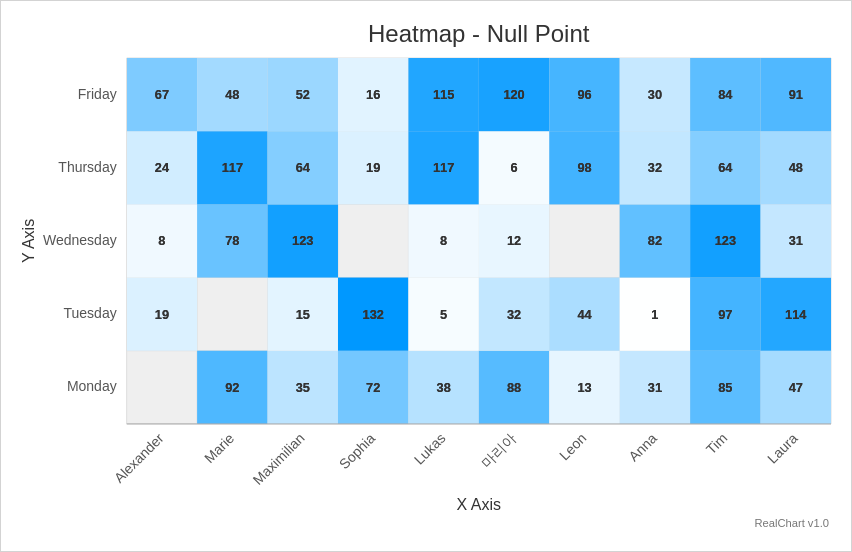 Heatmap - Null Point
Y Axis
Friday 67 48 52 16 115 120 96 30 84 91
Thursday 24 117 64 19 117 6 98 32 64 48
Wednesday 8 78 123 8 12 82 123 31
Tuesday 19 15 132 5 32 44 1 97 114
Monday 92 35 72 38 88 13 31 85 47
Alexander Marie Maximilian Sophia Lukas 마리아 Leon Anna Tim Laura
X Axis
RealChart v1.0